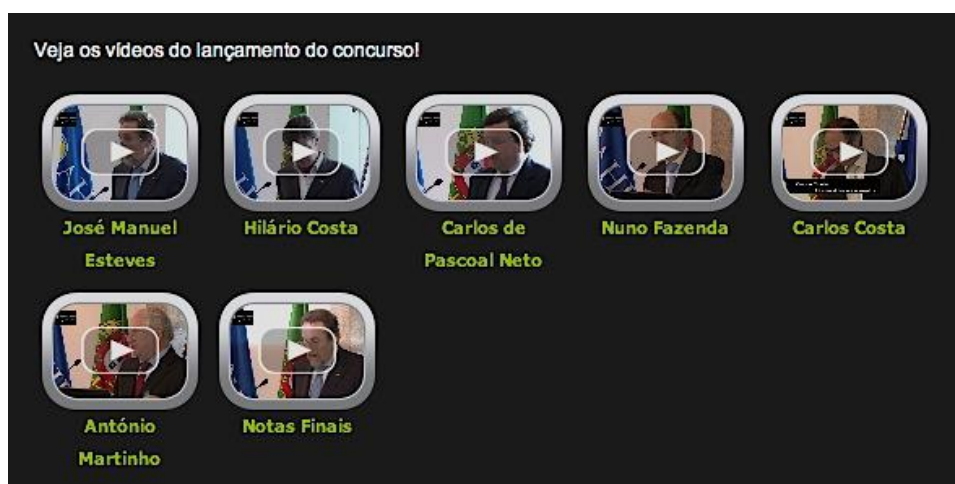 Veja os vídeos do lançamento do concurso!
José Manuel
Esteves
Hilário Costa
Carlos de
Pascoal Neto
Nuno Fazenda
Carlos Costa
António
Martinho
Notas Finais